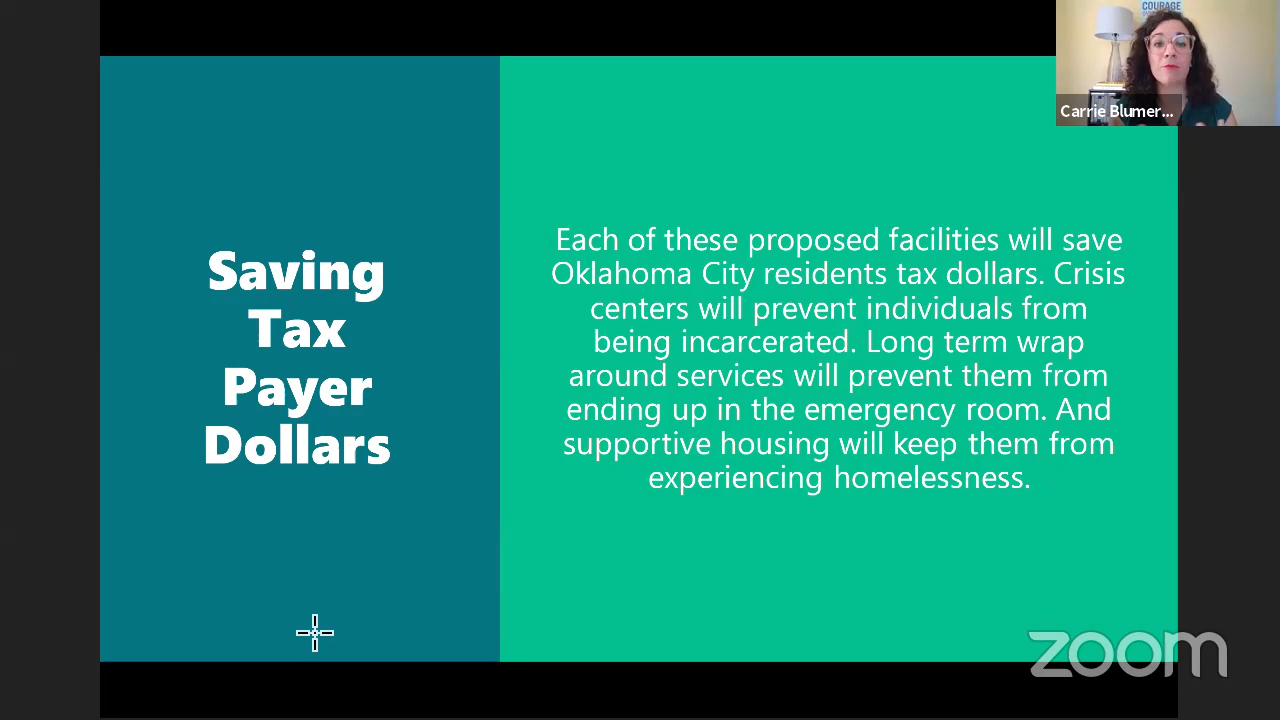 COURAGE
Carrie Blumer...
Saving
Tax
Payer
Dollars
Each of these proposed facilities will save
Oklahoma City residents tax dollars. Crisis
centers will prevent individuals from
being incarcerated. Long term wrap
around services will prevent them from
ending up in the emergency room. And
supportive housing will keep them from
experiencing homelessness.
zoom